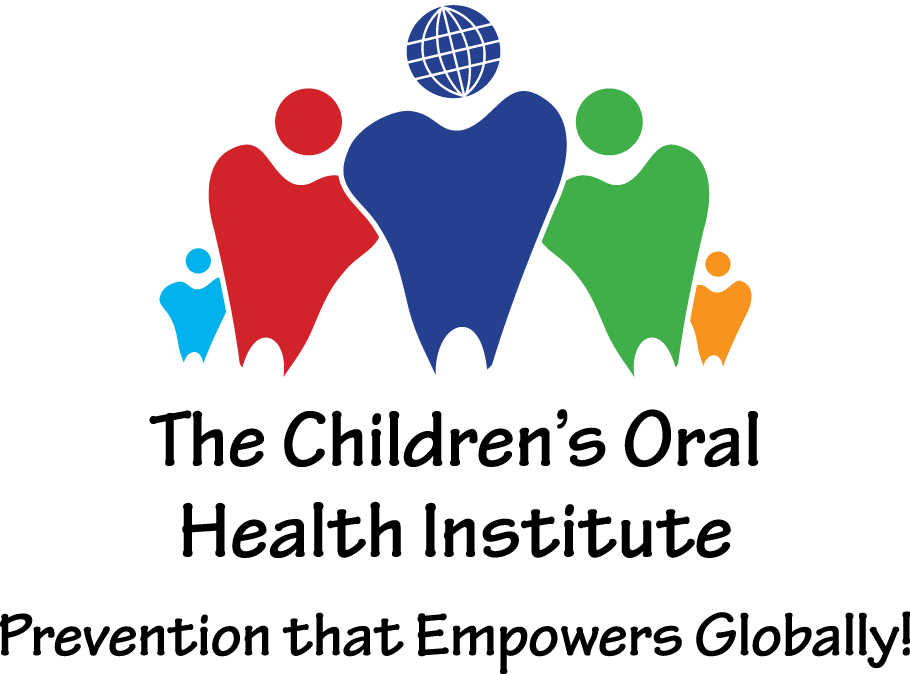 The Children’s Oral
Health Institute
Prevention that Empowers Globally!